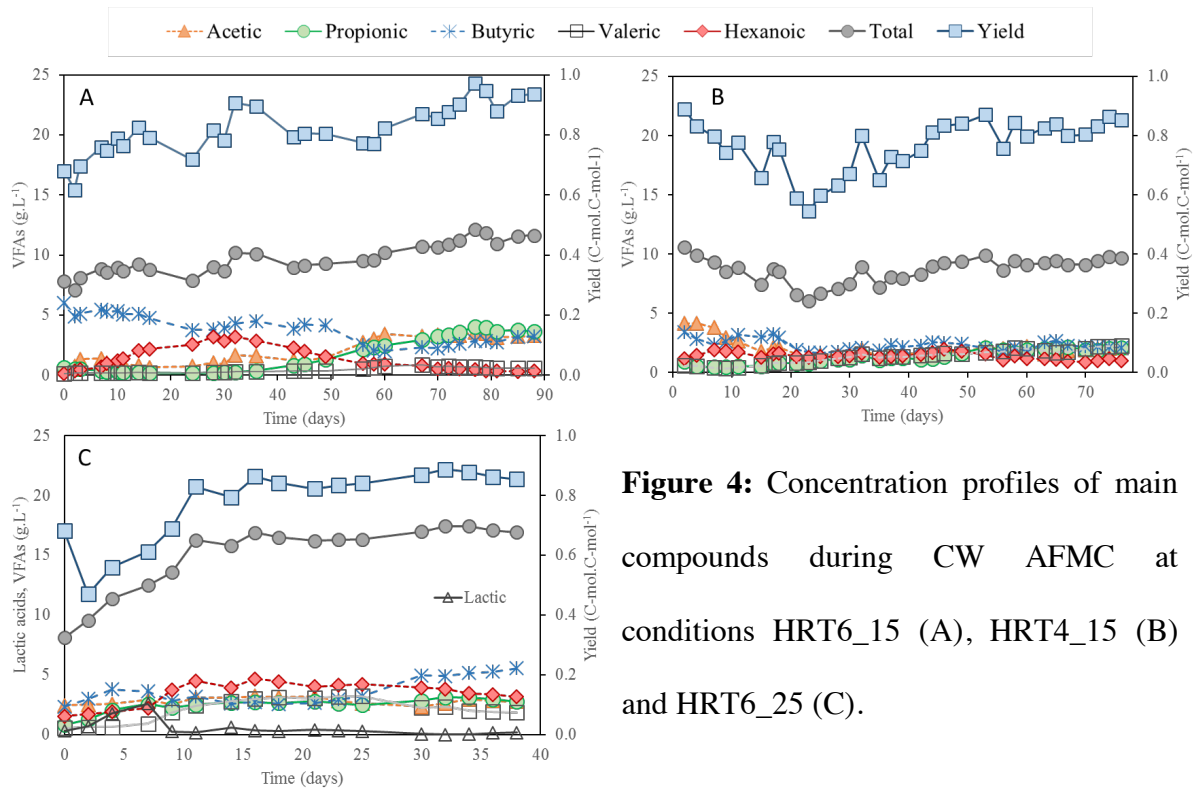 Acetic Propionic Butyric Valeric Hexanoic Total Yield
25
20
15
10
5
0
VFAs (g.L-1)
A
1.0
0.8
0.6
0.4
0.2
0.0
Yield (C-mol.C-mol-1)
0 10 20 30 40 50 60 70 80 90
Time (days)
25
20
15
10
5
0
VFAs (g.L-1)
B
1.0
0.8
0.6
0.4
0.2
0.0
Yield (C-mol.C-mol-1)
0 10 20 30 40 50 60 70
Time (days)
25
20
15
10
5
0
Lactic acids, VFAs (g.L-1)
C
Lactic
1.0
0.8
0.6
0.4
0.2
0.0
Yield (C-mol.C-mol-1)
0 5 10 15 20 25 30 35 40
Time (days)
Figure 4: Concentration profiles of main
compounds during CW AFMC at
conditions HRT6_15 (A), HRT4_15 (B)
and HRT6_25 (C).